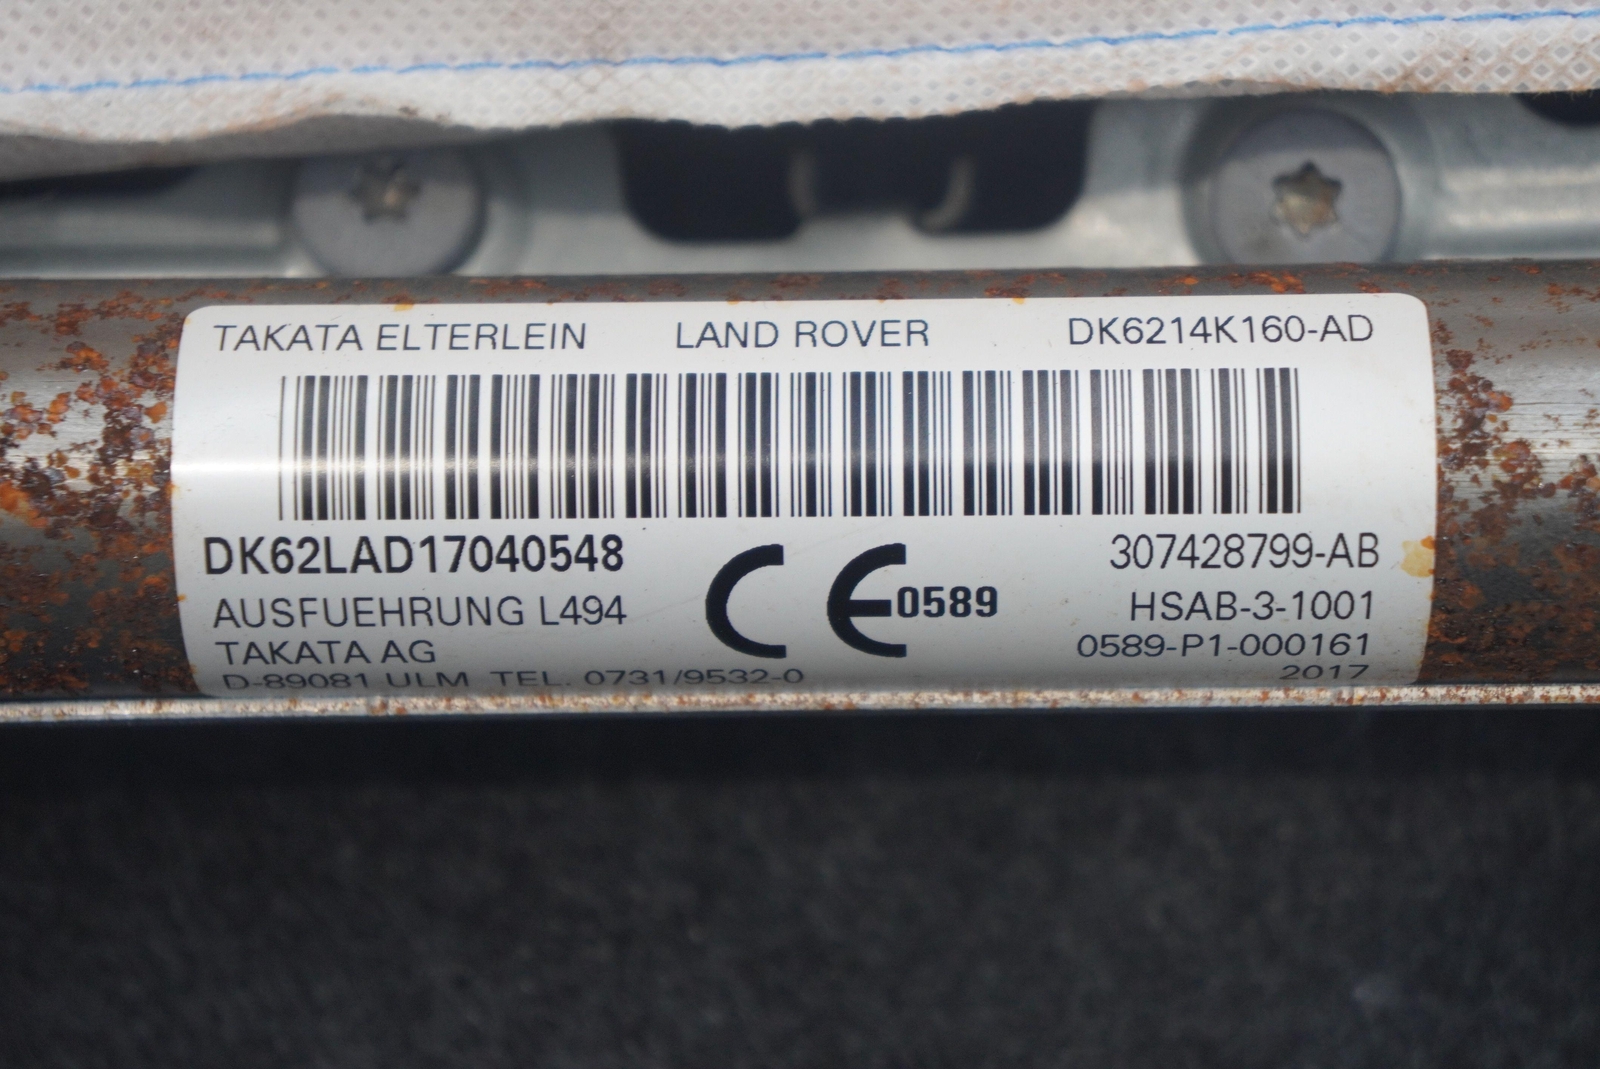 TAKATA ELTERLEIN LAND ROVER DK6214K160-AD
DK62LAD17040548 307428799-AB
AUSFUEHRUNG L494 CE0589 HSAB-3-1001
TAKATA AG 0589-P1-000161
D-89081 ULM TEL. 0731/9532-0 2017